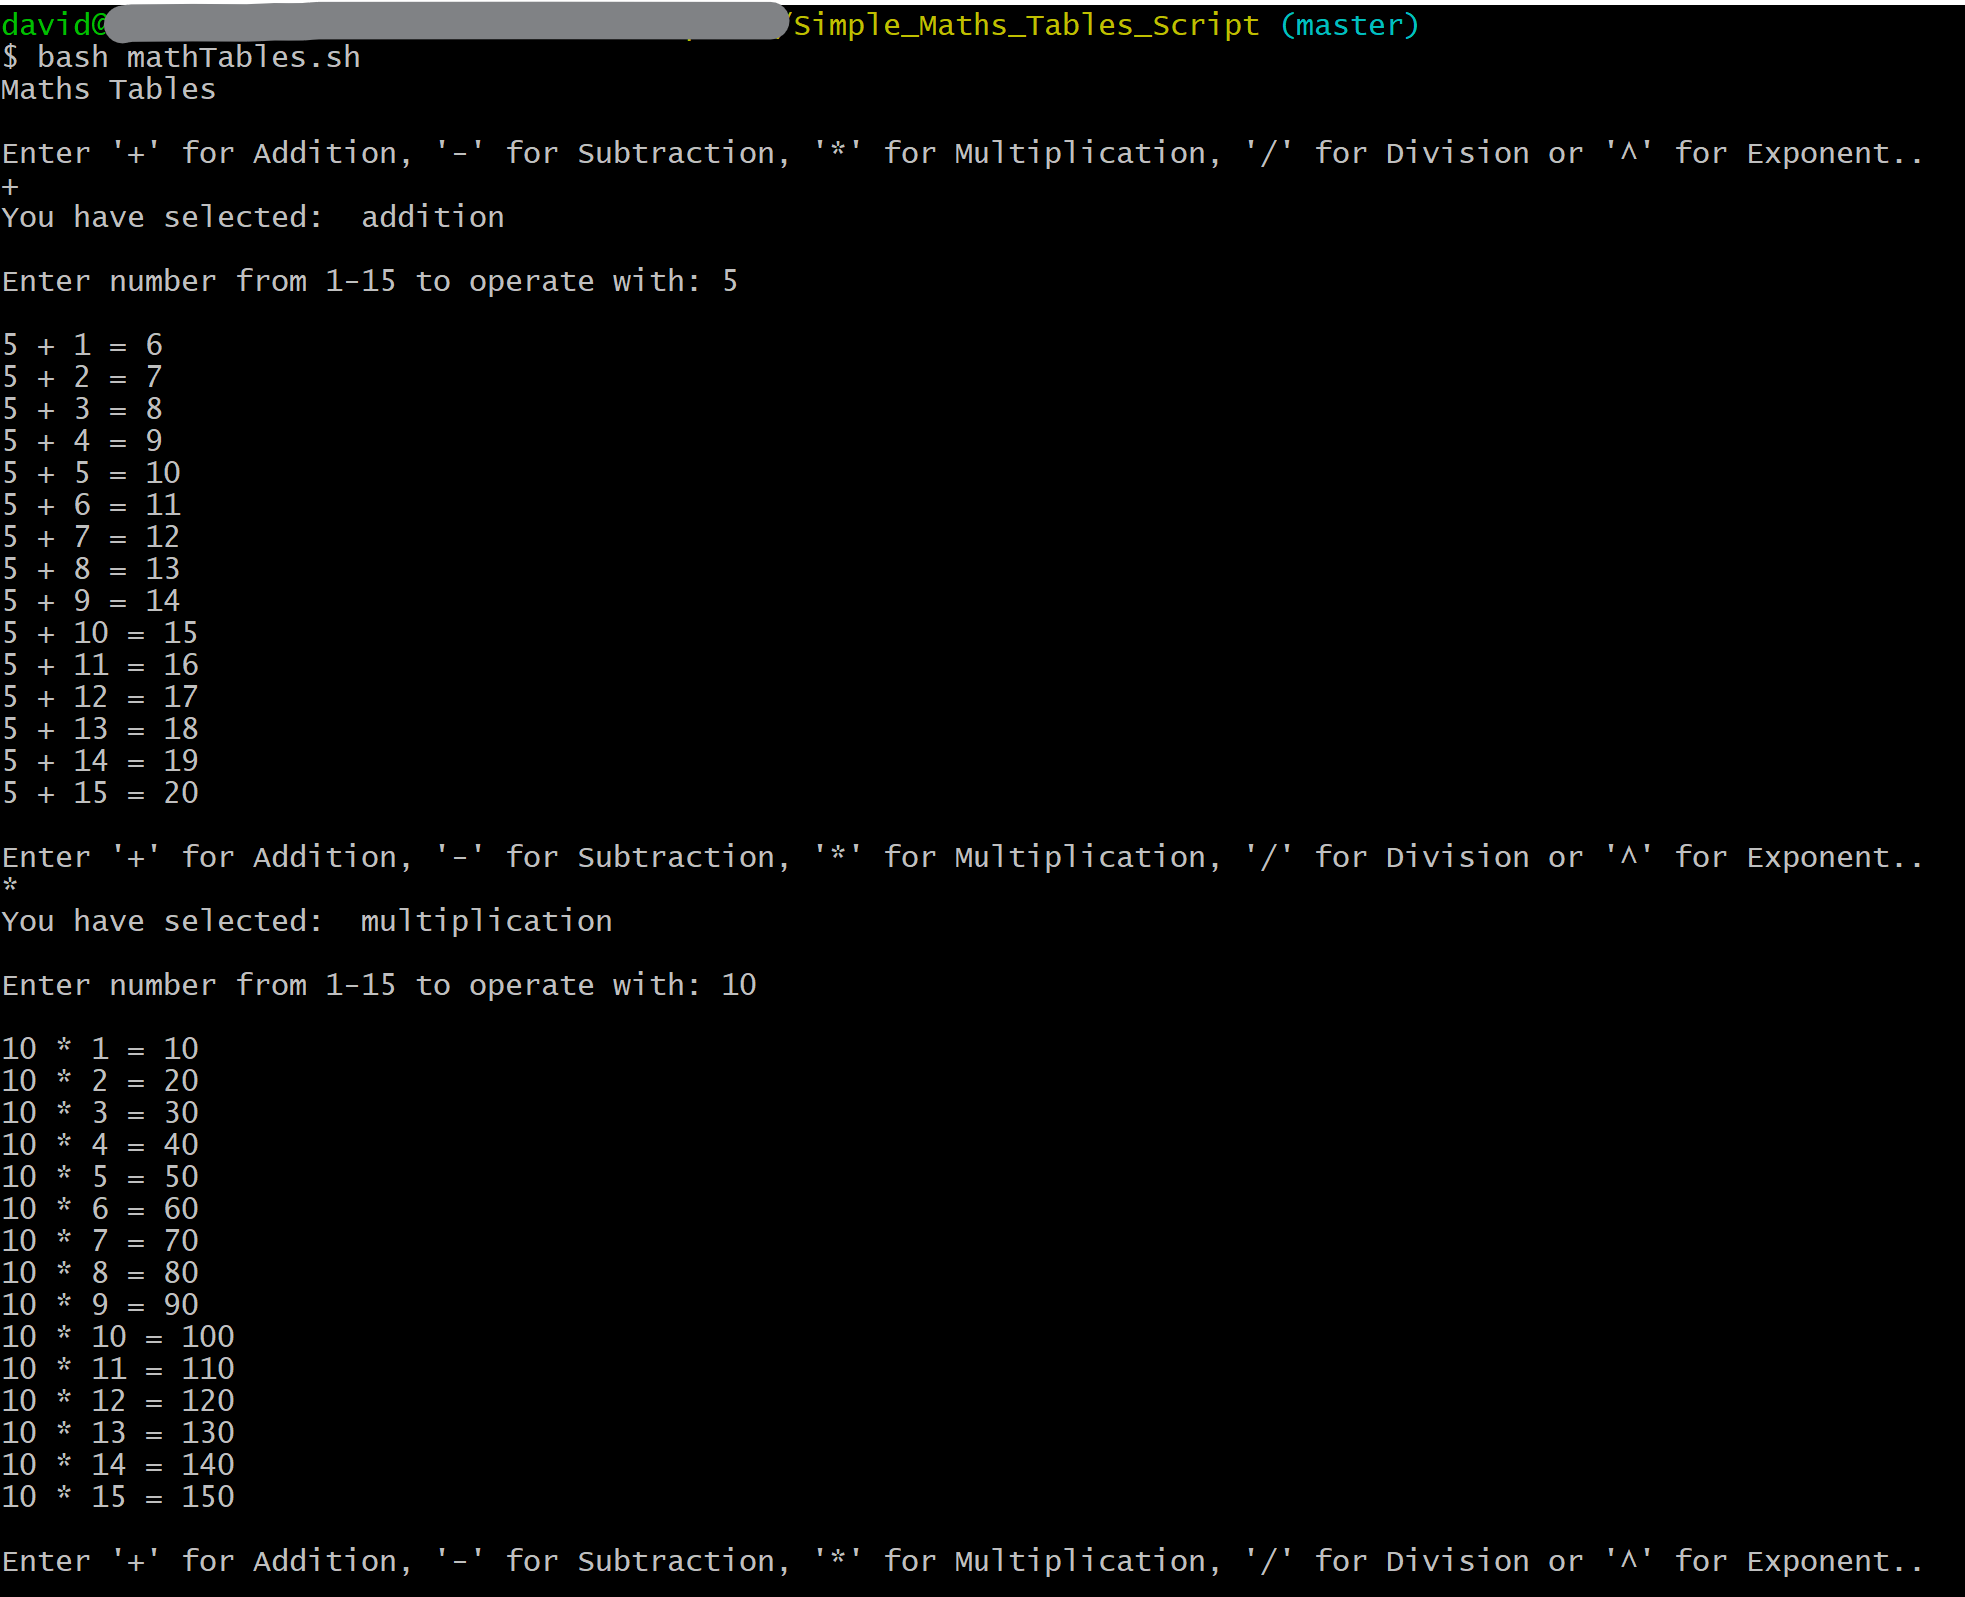 david@ /Simple_Maths_Tables_Script (master)
$ bash mathTables.sh
Maths Tables
Enter '+' for Addition, '-' for Subtraction, '*' for Multiplication, '/' for Division or '^' for Exponent..
+
You have selected:  addition
Enter number from 1-15 to operate with: 5
5 + 1 = 6
5 + 2 = 7
5 + 3 = 8
5 + 4 = 9
5 + 5 = 10
5 + 6 = 11
5 + 7 = 12
5 + 8 = 13
5 + 9 = 14
5 + 10 = 15
5 + 11 = 16
5 + 12 = 17
5 + 13 = 18
5 + 14 = 19
5 + 15 = 20
Enter '+' for Addition, '-' for Subtraction, '*' for Multiplication, '/' for Division or '^' for Exponent..
*
You have selected:  multiplication
Enter number from 1-15 to operate with: 10
10 * 1 = 10
10 * 2 = 20
10 * 3 = 30
10 * 4 = 40
10 * 5 = 50
10 * 6 = 60
10 * 7 = 70
10 * 8 = 80
10 * 9 = 90
10 * 10 = 100
10 * 11 = 110
10 * 12 = 120
10 * 13 = 130
10 * 14 = 140
10 * 15 = 150
Enter '+' for Addition, '-' for Subtraction, '*' for Multiplication, '/' for Division or '^' for Exponent..